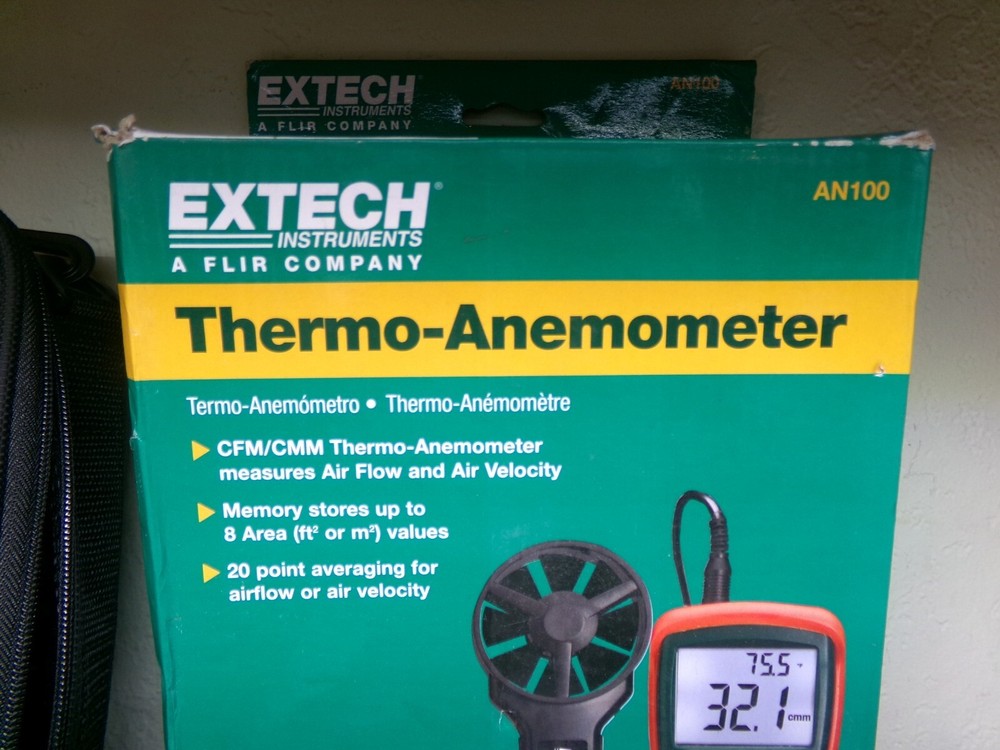 EXTECH
INSTRUMENTS
A FLIR COMPANY
AN100
EXTECH®
INSTRUMENTS
A FLIR COMPANY
AN100
Thermo-Anemometer
Termo-Anemómetro • Thermo-Anémomètre
CFM/CMM Thermo-Anemometer
measures Air Flow and Air Velocity
Memory stores up to
8 Area (ft² or m²) values
20 point averaging for
airflow or air velocity
75.5
32.1 cmm